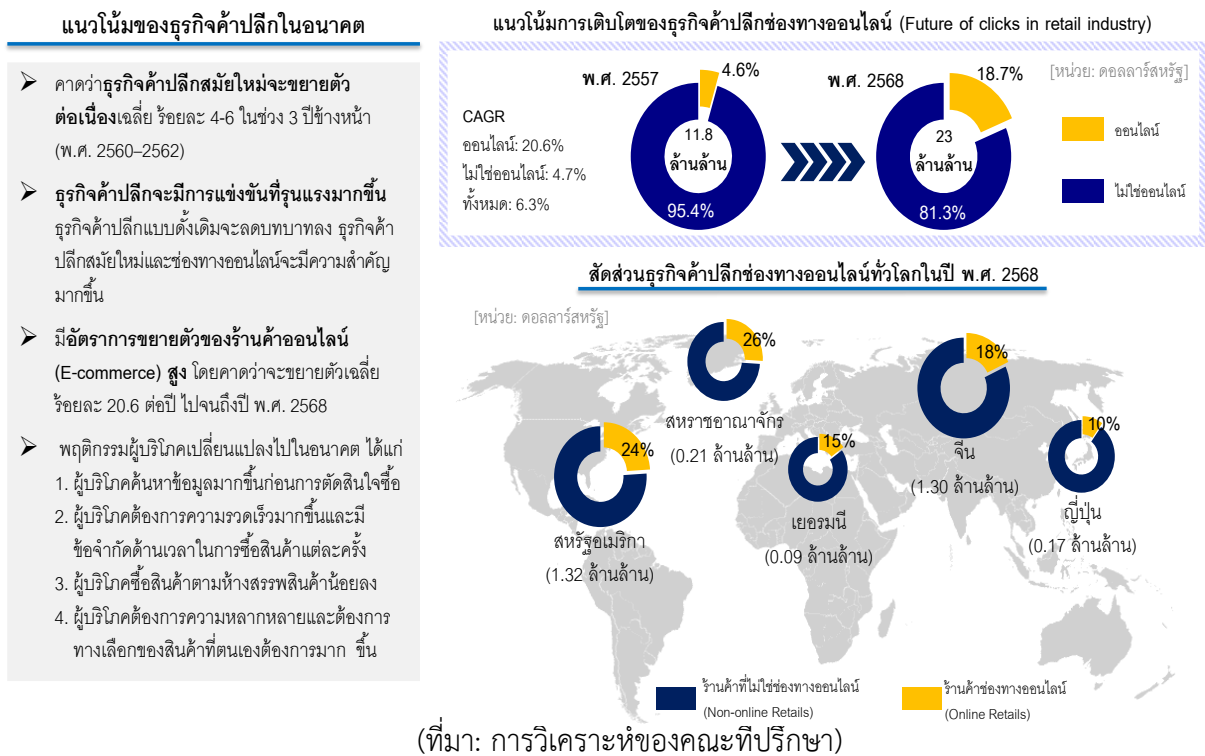 แนวโน้มของธุรกิจค้าปลีกในอนาคต
คาดว่าธุรกิจค้าปลีกสมัยใหม่จะขยายตัว
ต่อเนื่องเฉลี่ย ร้อยละ 4-6 ในช่วง 3 ปีข้างหน้า
(พ.ศ. 2560–2562)
ธุรกิจค้าปลีกจะมีการแข่งขันที่รุนแรงมากขึ้น
ธุรกิจค้าปลีกแบบดั้งเดิมจะลดบทบาทลง ธุรกิจค้า
ปลีกสมัยใหม่และช่องทางออนไลน์จะมีความสำคัญ
มากขึ้น
มีอัตราการขยายตัวของร้านค้าออนไลน์
(E-commerce) สูง โดยคาดว่าจะขยายตัวเฉลี่ย
ร้อยละ 20.6 ต่อปี ไปจนถึงปี พ.ศ. 2568
พฤติกรรมผู้บริโภคเปลี่ยนแปลงไปในอนาคต ได้แก่
1. ผู้บริโภคค้นหาข้อมูลมากขึ้นก่อนการตัดสินใจซื้อ
2. ผู้บริโภคต้องการความรวดเร็วมากขึ้นและมี
ข้อจำกัดด้านเวลาในการซื้อสินค้าแต่ละครั้ง
3. ผู้บริโภคซื้อสินค้าตามห้างสรรพสินค้าน้อยลง
4. ผู้บริโภคต้องการความหลากหลายและต้องการ
ทางเลือกของสินค้าที่ตนเองต้องการมาก ขึ้น
แนวโน้มการเติบโตของธุรกิจค้าปลีกช่องทางออนไลน์ (Future of clicks in retail industry)
[หน่วย: ดอลลาร์สหรัฐ]
พ.ศ. 2557
4.6%
พ.ศ. 2568
18.7%
CAGR
ออนไลน์: 20.6%
ไม่ใช่ออนไลน์: 4.7%
ทั้งหมด: 6.3%
11.8
ล้านล้าน
95.4%
23
ล้านล้าน
81.3%
ออนไลน์
ไม่ใช่ออนไลน์
สัดส่วนธุรกิจค้าปลีกช่องทางออนไลน์ทั่วโลกในปี พ.ศ. 2568
[หน่วย: ดอลลาร์สหรัฐ]
26%
สหราชอาณาจักร
(0.21 ล้านล้าน)
18%
จีน
(1.30 ล้านล้าน)
24%
สหรัฐอเมริกา
(1.32 ล้านล้าน)
15%
เยอรมนี
(0.09 ล้านล้าน)
10%
ญี่ปุ่น
(0.17 ล้านล้าน)
ร้านค้าที่ไม่ใช่ช่องทางออนไลน์
(Non-online Retails)
ร้านค้าช่องทางออนไลน์
(Online Retails)
(ที่มา: การวิเคราะห์ของคณะที่ปรึกษา)